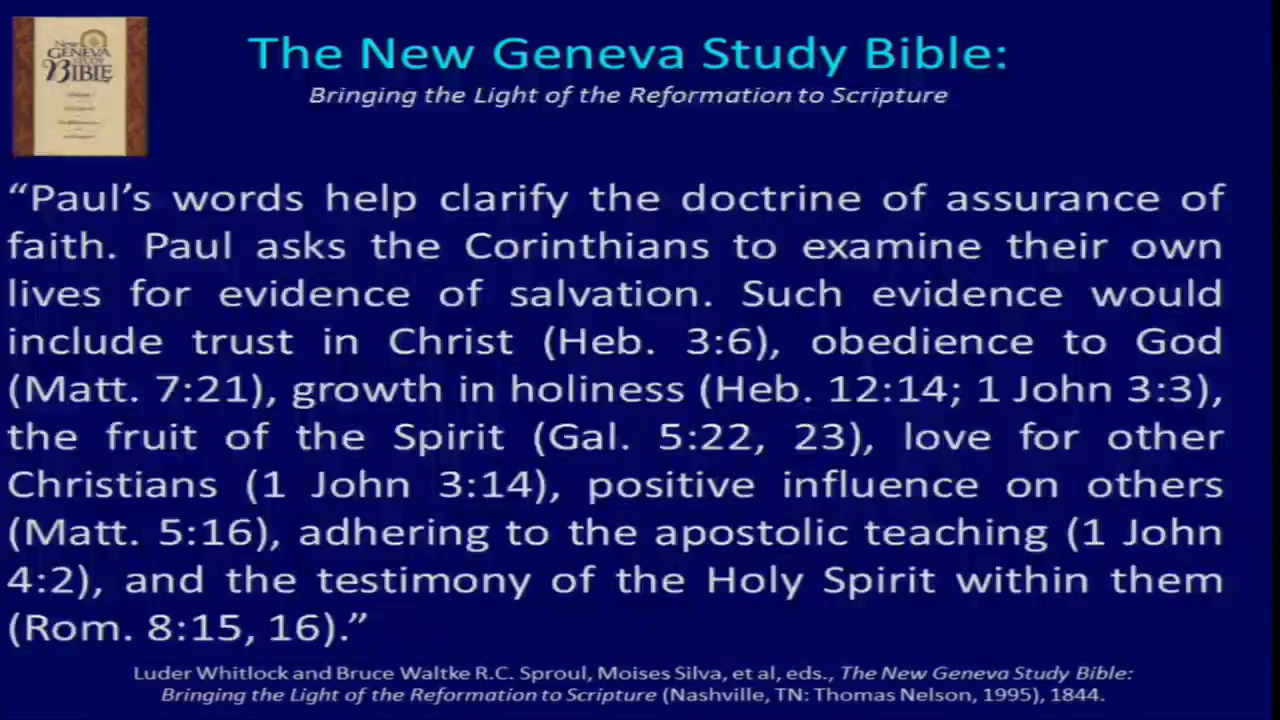 New
GENEVA
STUDY
BIBLE
The New Geneva Study Bible:
Bringing the Light of the Reformation to Scripture
“Paul’s words help clarify the doctrine of assurance of
faith. Paul asks the Corinthians to examine their own
lives for evidence of salvation. Such evidence would
include trust in Christ (Heb. 3:6), obedience to God
(Matt. 7:21), growth in holiness (Heb. 12:14; 1 John 3:3),
the fruit of the Spirit (Gal. 5:22, 23), love for other
Christians (1 John 3:14), positive influence on others
(Matt. 5:16), adhering to the apostolic teaching (1 John
4:2), and the testimony of the Holy Spirit within them
(Rom. 8:15, 16).”
Luder Whitlock and Bruce Waltke R.C. Sproul, Moises Silva, et al, eds., The New Geneva Study Bible:
Bringing the Light of the Reformation to Scripture (Nashville, TN: Thomas Nelson, 1995), 1844.